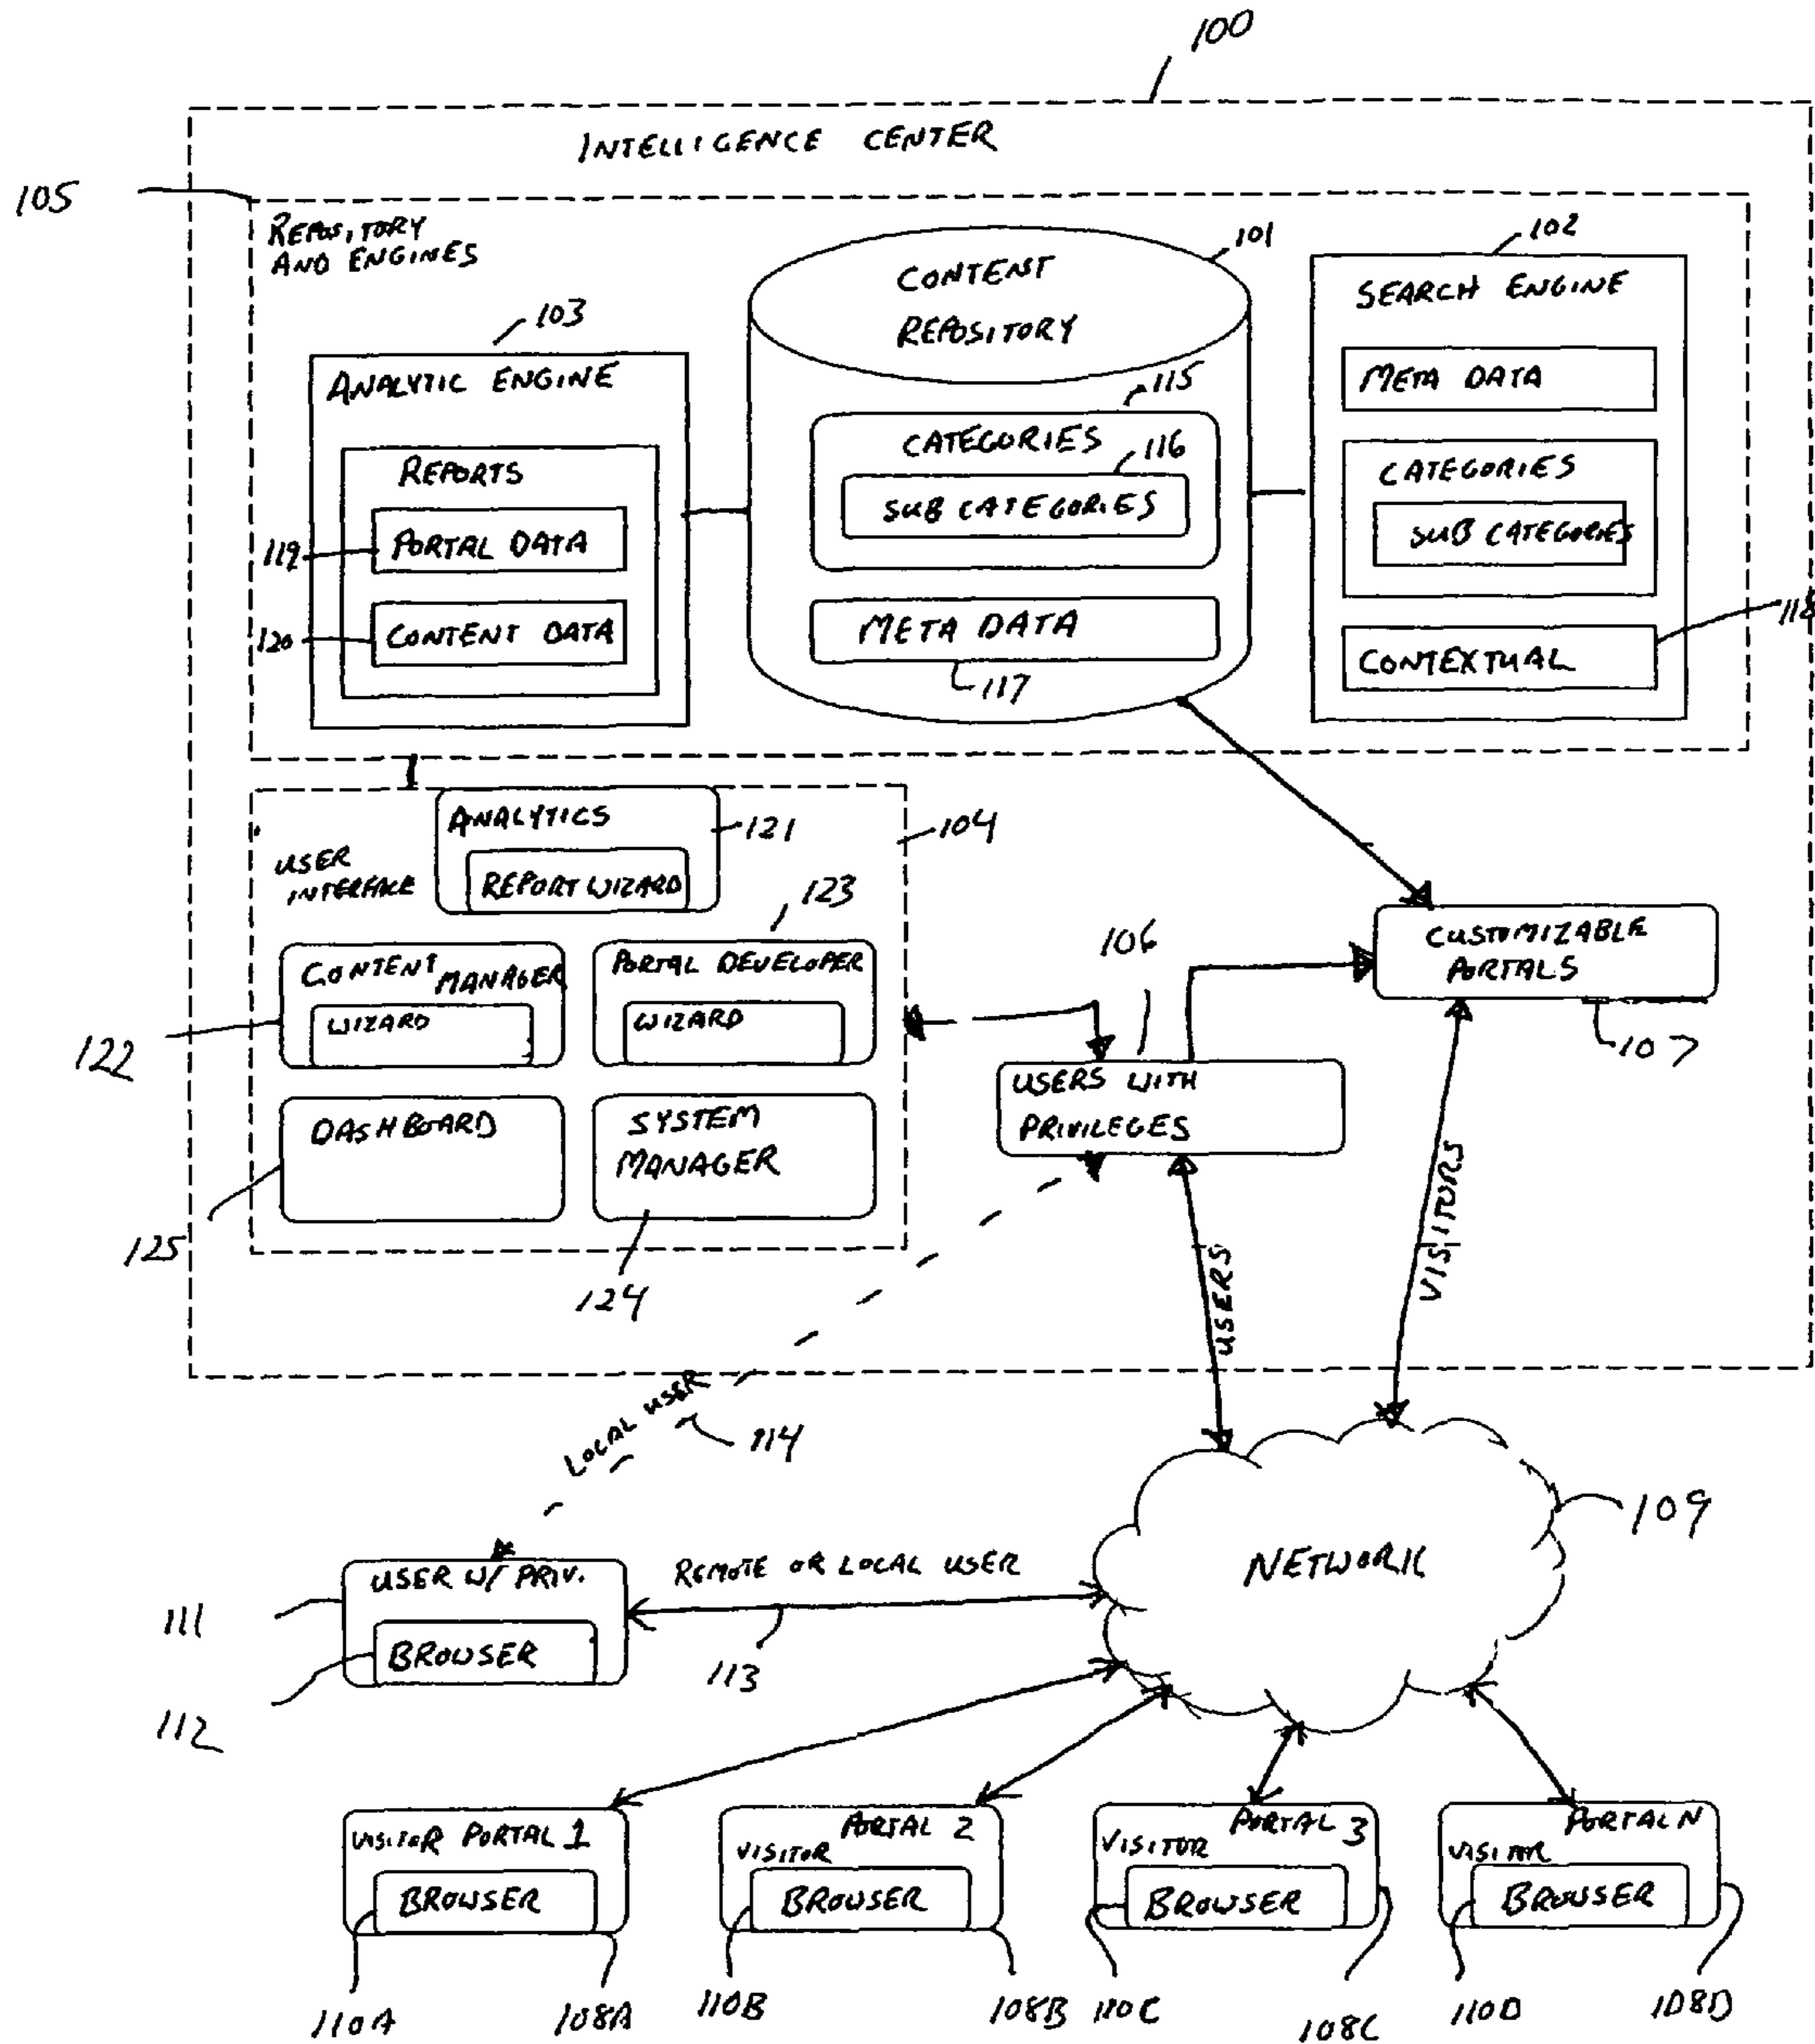 100
INTELLIGENCE CENTER
105
REPOSITORY
AND ENGINES
101
CONTENT
REPOSITORY
102
SEARCH ENGINE
103
ANALYTIC ENGINE
META DATA
115
CATEGORIES
116
SUB CATEGORIES
CATEGORIES
SUB CATEGORIES
REPORTS
119
PORTAL DATA
120
CONTENT DATA
META DATA
117
118
CONTEXTUAL
ANALYTICS
121
104
USER
INTERFACE
REPORT WIZARD
123
CONTENT MANAGER
WIZARD
PORTAL DEVELOPER
WIZARD
106
CUSTOMIZABLE
PORTALS
107
122
USERS WITH
PRIVILEGES
DASHBOARD
SYSTEM
MANAGER
125
124
USERS
VISITORS
LOCAL USER
114
109
NETWORK
USER W/ PRIV.
BROWSER
REMOTE OR LOCAL USER
111
113
112
VISITOR PORTAL 1
BROWSER
PORTAL 2
VISITOR
BROWSER
PORTAL 3
VISITOR
BROWSER
PORTAL N
VISITOR
BROWSER
110A
108A
110B
108B
110C
108C
110D
108D